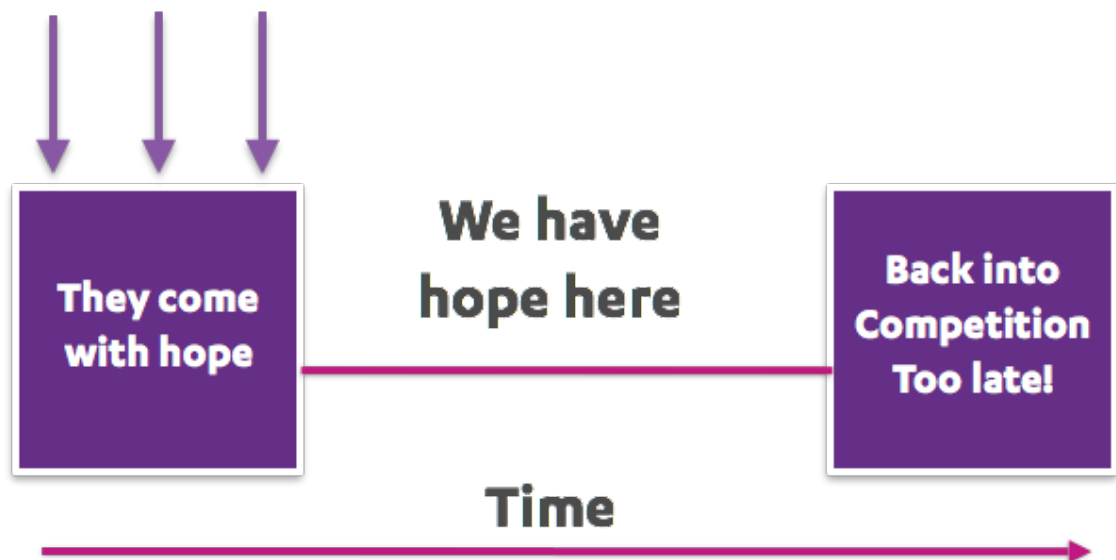 They come
with hope
We have
hope here
Back into
Competition
Too late!
Time